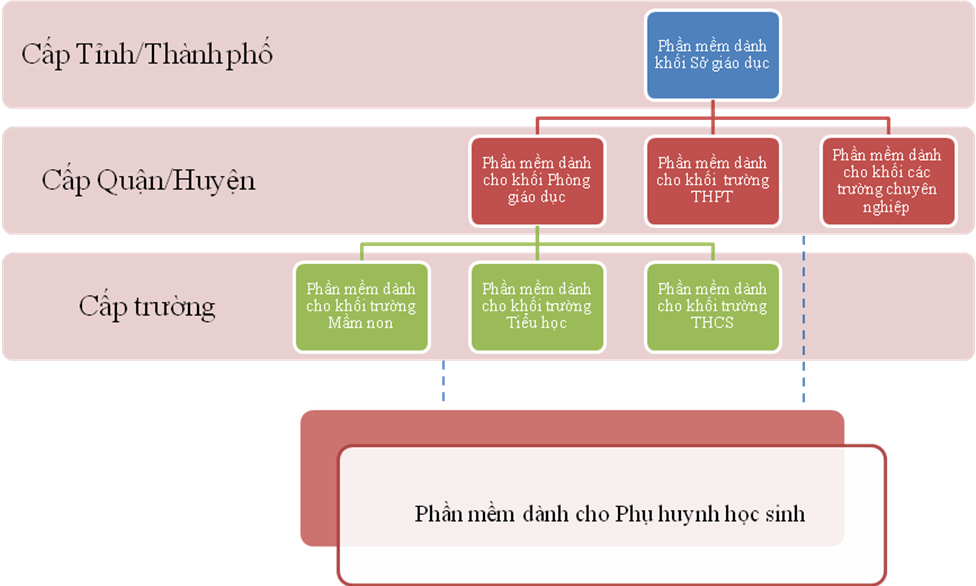 Cấp Tỉnh/Thành phố
Phần mềm dành
khối Sở giáo dục
Cấp Quận/Huyện
Phần mềm dành
cho khối Phòng
giáo dục
Phần mềm dành
cho khối trường
THPT
Phần mềm dành
cho khối các
trường chuyên
nghiệp
Cấp trường
Phần mềm dành
cho khối trường
Mầm non
Phần mềm dành
cho khối trường
Tiểu học
Phần mềm dành
cho khối trường
THCS
Phần mềm dành cho Phụ huynh học sinh